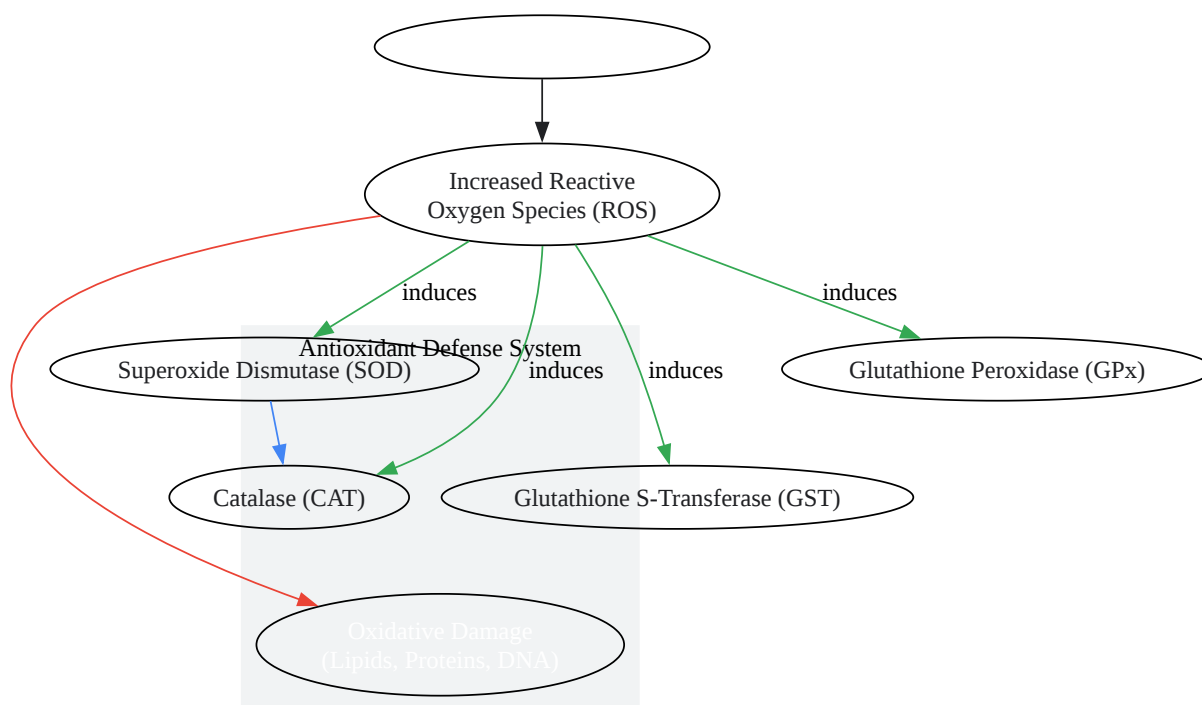 Increased Reactive
Oxygen Species (ROS)
induces
induces
Antioxidant Defense System
Superoxide Dismutase (SOD)
induces
induces
Glutathione Peroxidase (GPx)
Catalase (CAT)
Glutathione S-Transferase (GST)
Oxidative Damage
(Lipids, Proteins, DNA)